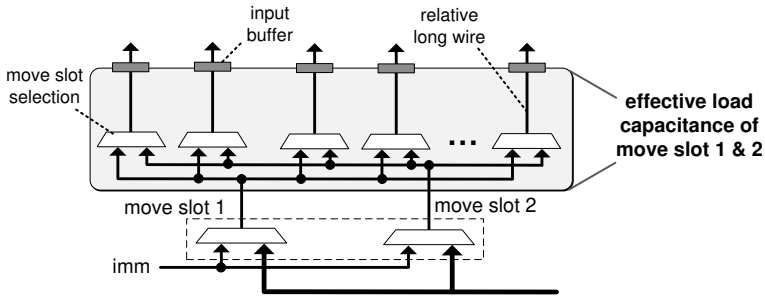 input
buffer
relative
long wire
move slot
selection
...
effective load
capacitance of
move slot 1 & 2
move slot 1
move slot 2
imm